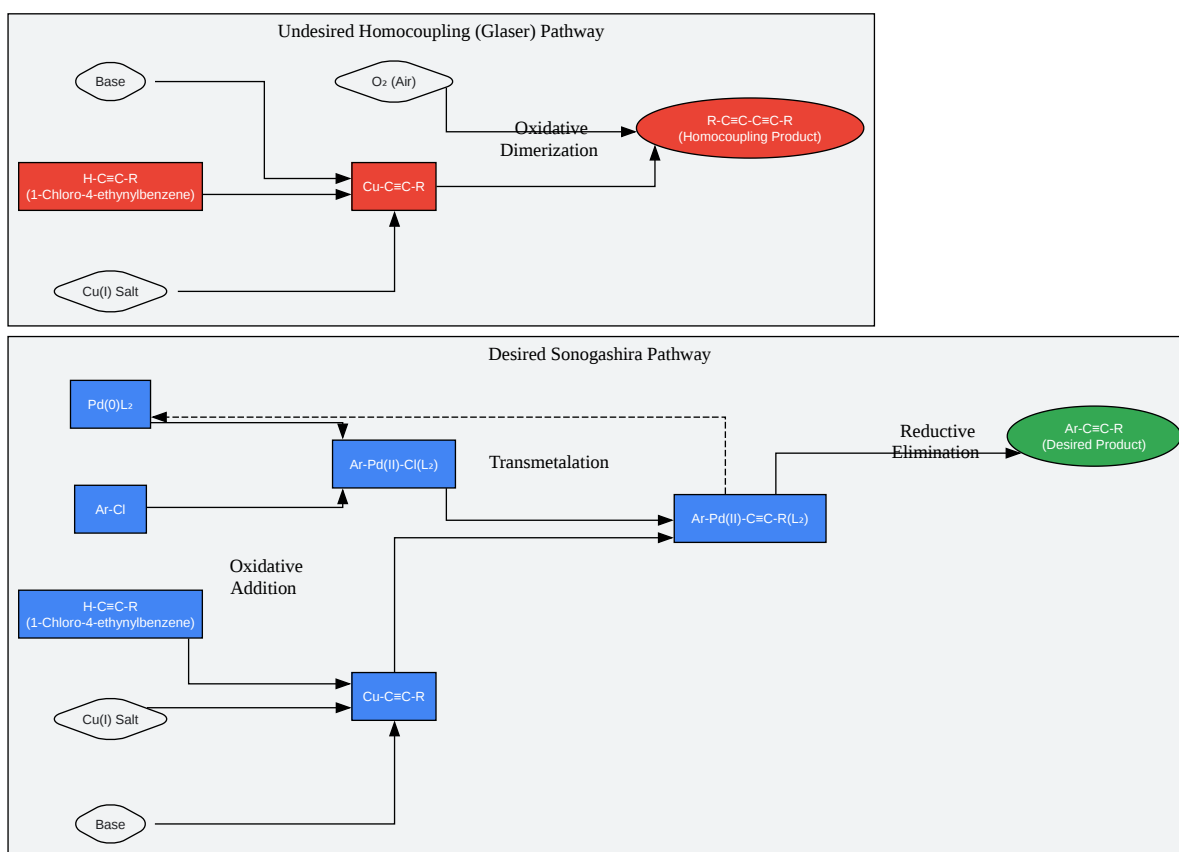 Undesired Homocoupling (Glaser) Pathway
Base
O₂ (Air)
R-C≡C-C≡C-R
(Homocoupling Product)
Oxidative
Dimerization
H-C≡C-R
(1-Chloro-4-ethynylbenzene)
Cu-C≡C-R
Cu(I) Salt
Desired Sonogashira Pathway
Pd(0)L₂
Ar-Pd(II)-Cl(L₂)
Transmetalation
Reductive
Elimination
Ar-C≡C-R
(Desired Product)
Ar-Cl
Ar-Pd(II)-C≡C-R(L₂)
Oxidative
Addition
H-C≡C-R
(1-Chloro-4-ethynylbenzene)
Cu-C≡C-R
Cu(I) Salt
Base